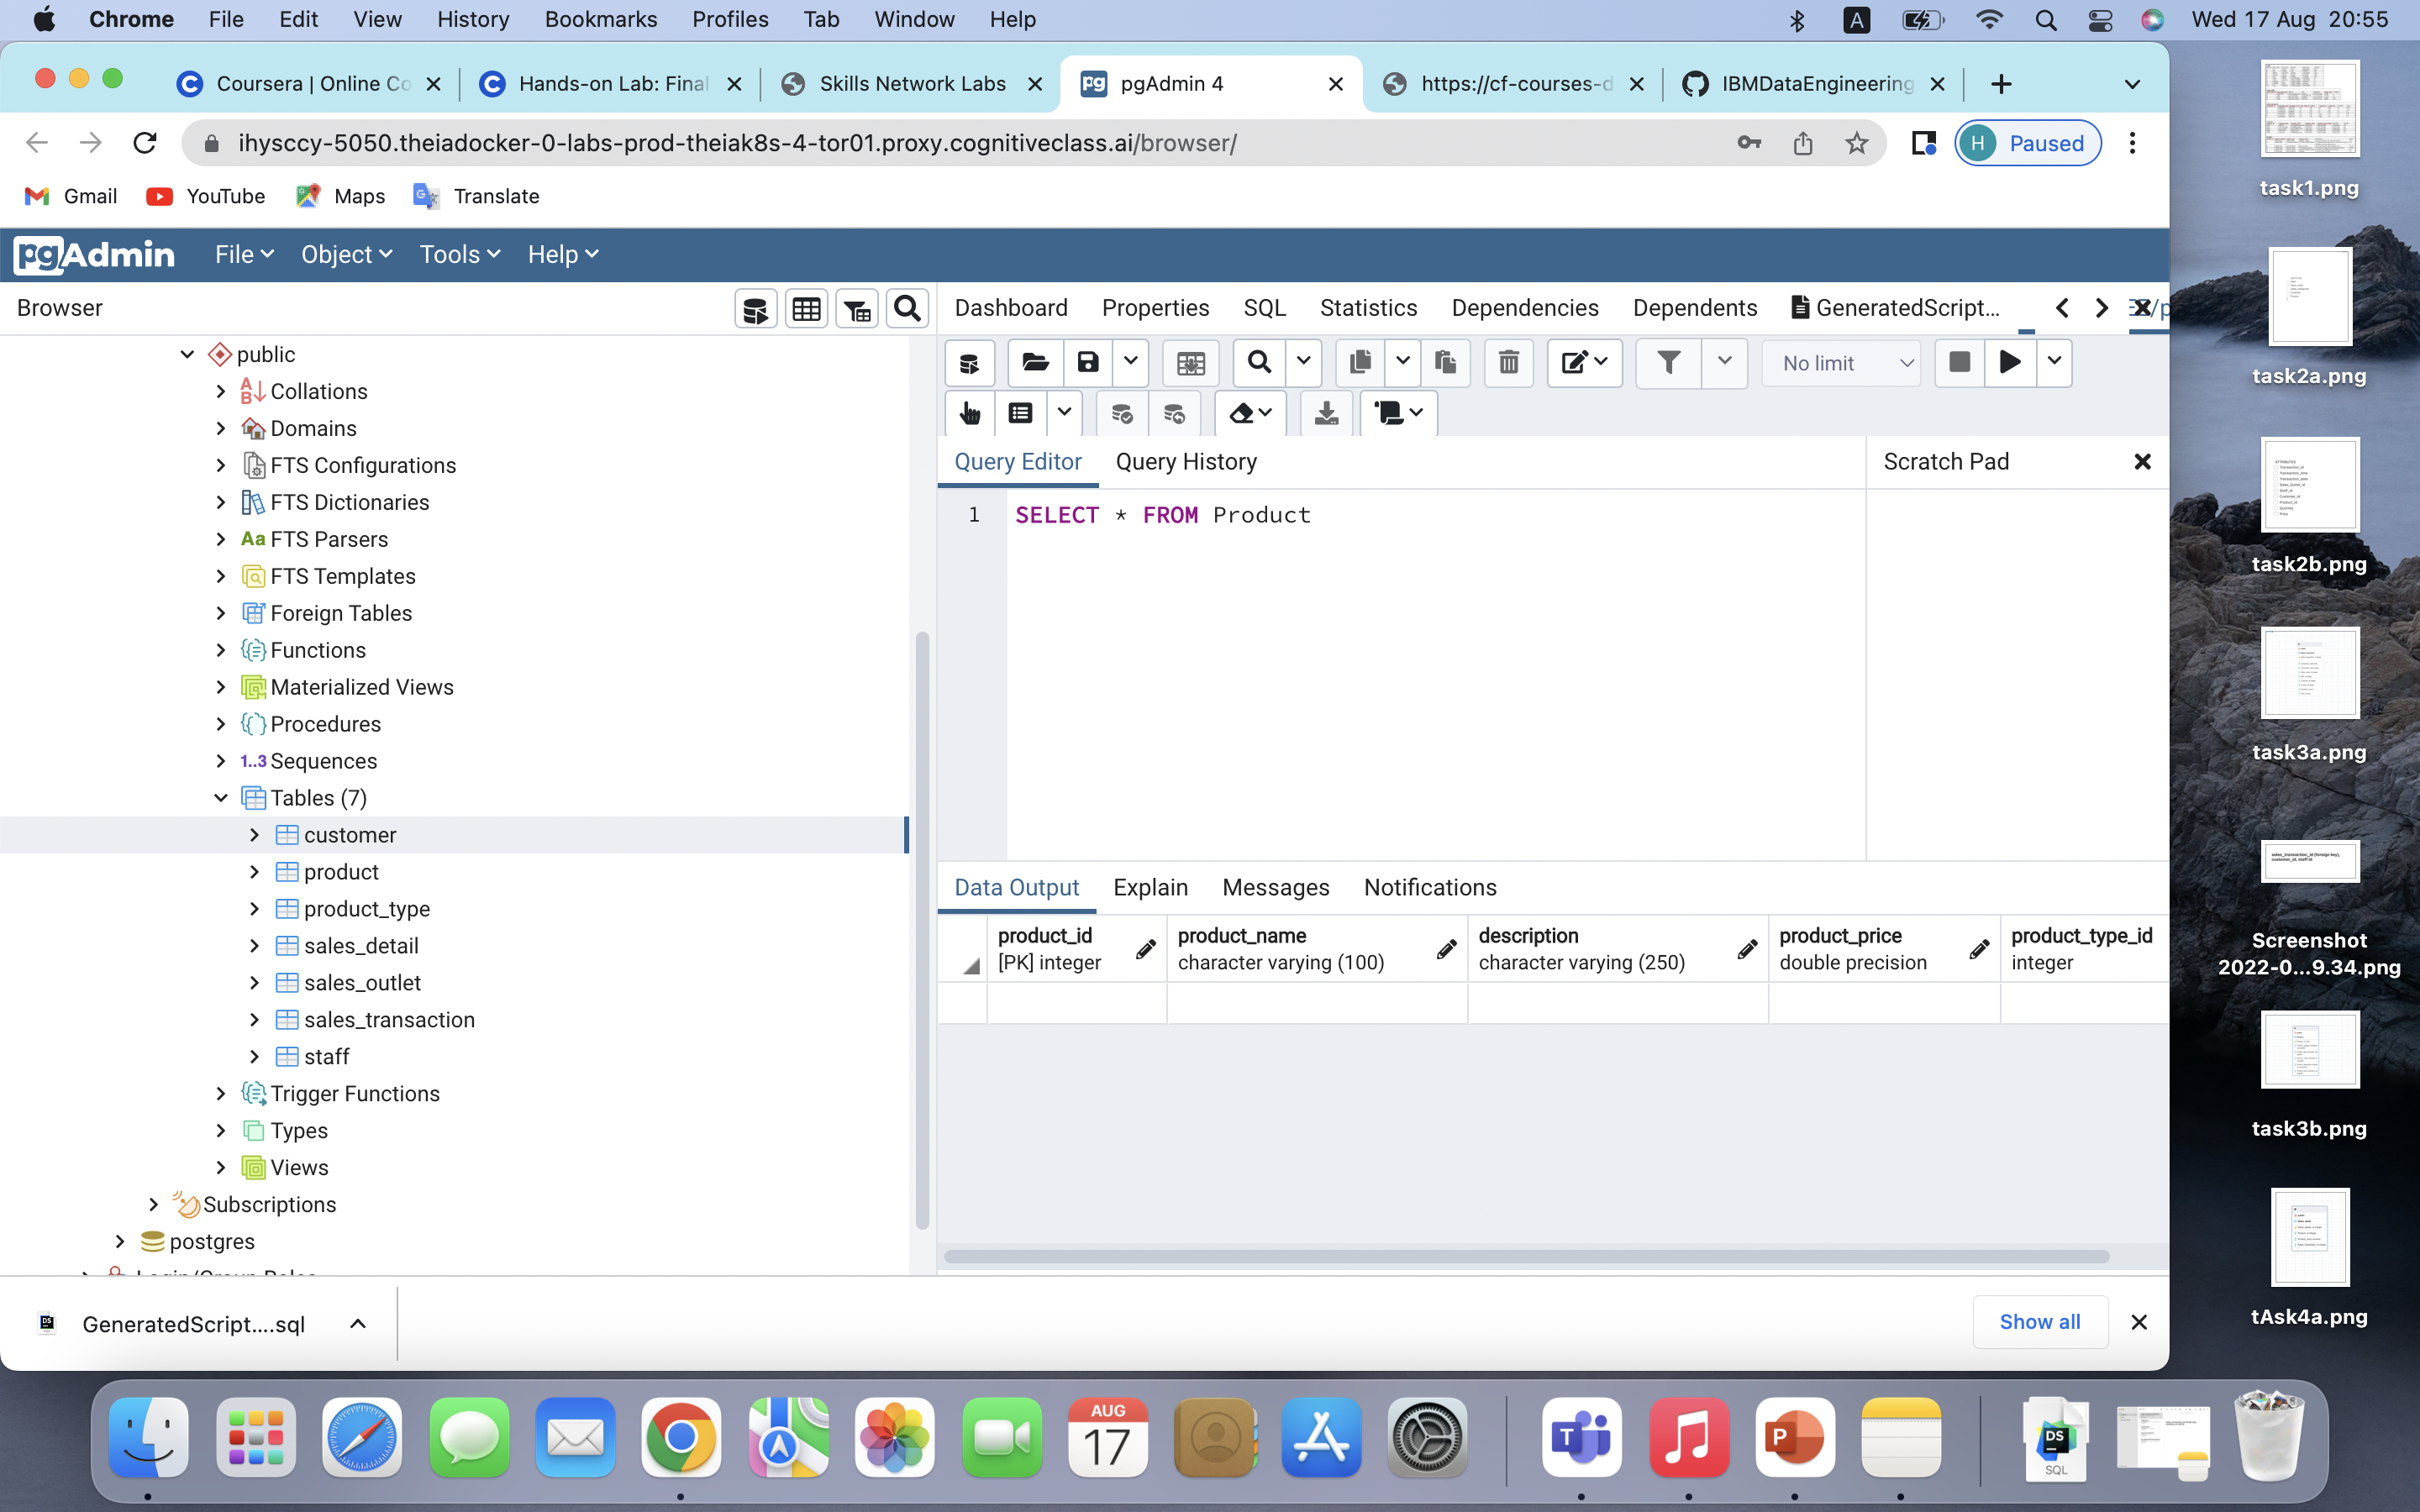 Chrome File Edit View History Bookmarks Profiles Tab Window Help A Wed 17 Aug 20:55
Coursera | Online Co
Hands-on Lab: Final
Skills Network Labs
pgAdmin 4
https://cf-courses-d
IBMDataEngineering
ihysccy-5050.theiadocker-0-labs-prod-theiak8s-4-tor01.proxy.cognitiveclass.ai/browser/
H Paused
Gmail YouTube Maps Translate
pgAdmin File Object Tools Help
Browser
public
Collations
Domains
FTS Configurations
FTS Dictionaries
Aa FTS Parsers
FTS Templates
Foreign Tables
Functions
Materialized Views
Procedures
1..3 Sequences
Tables (7)
customer
product
product_type
sales_detail
sales_outlet
sales_transaction
staff
Trigger Functions
Types
Views
Subscriptions
postgres
Login/Group Roles
Dashboard Properties SQL Statistics Dependencies Dependents GeneratedScript...
No limit
Query Editor Query History Scratch Pad
1 SELECT * FROM Product
Data Output Explain Messages Notifications
product_id product_name description product_price product_type_id
[PK] integer character varying (100) character varying (250) double precision integer
GeneratedScript....sql
Show all
task1.png
task2a.png
task2b.png
task3a.png
Screenshot
2022-0...9.34.png
task3b.png
tAsk4a.png
AUG
17
T
P
DS
SQL